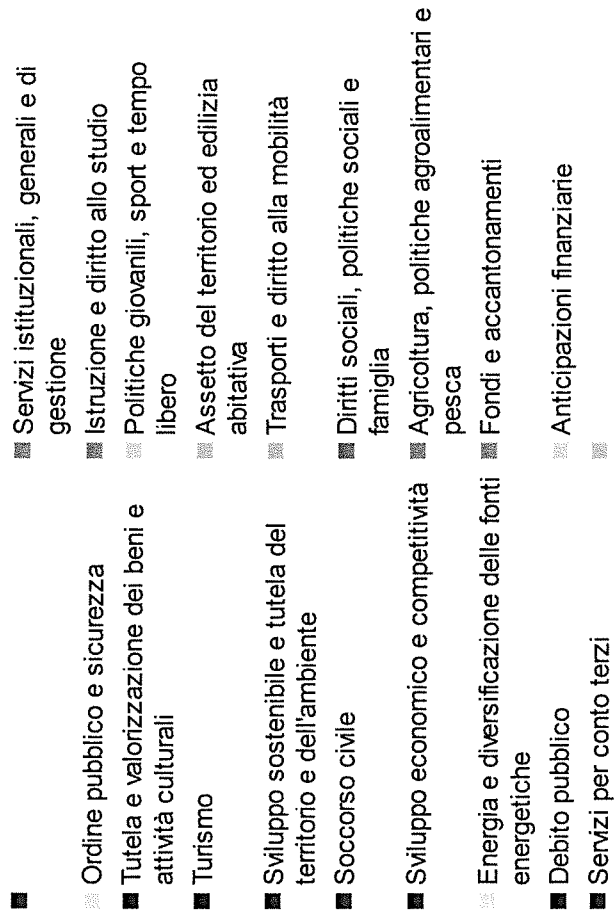 Servizi istituzionali, generali e di
gestione
Ordine pubblico e sicurezza
Istruzione e diritto allo studio
Tutela e valorizzazione dei beni e
attività culturali
Politiche giovanili, sport e tempo
libero
Turismo
Assetto del territorio ed edilizia
abitativa
Sviluppo sostenibile e tutela del
territorio e dell'ambiente
Trasporti e diritto alla mobilità
Soccorso civile
Diritti sociali, politiche sociali e
famiglia
Sviluppo economico e competitività
Agricoltura, politiche agroalimentari e
pesca
Energia e diversificazione delle fonti
energetiche
Fondi e accantonamenti
Debito pubblico
Anticipazioni finanziarie
Servizi per conto terzi